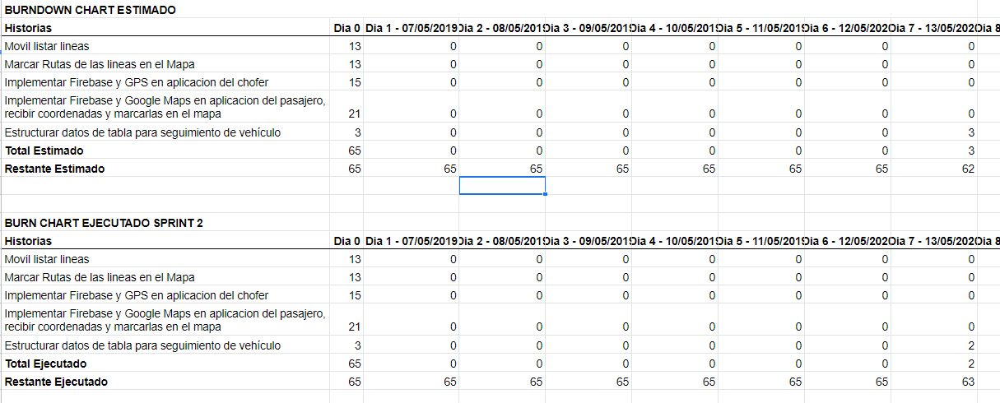 BURNDOWN CHART ESTIMADO
Historias Dia 0 Dia 1 - 07/05/2019 Dia 2 - 08/05/2019 Dia 3 - 09/05/2019 Dia 4 - 10/05/2019 Dia 5 - 11/05/2019 Dia 6 - 12/05/202 Dia 7 - 13/05/202 Dia 8
Movil listar lineas 13 0 0 0 0 0 0 0
Marcar Rutas de las lineas en el Mapa 13 0 0 0 0 0 0 0
Implementar Firebase y GPS en aplicacion del chofer 15 0 0 0 0 0 0 0
Implementar Firebase y Google Maps en aplicacion del pasajero,
recibir coordenadas y marcarlas en el mapa 21 0 0 0 0 0 0 0
Estructurar datos de tabla para seguimiento de vehículo 3 0 0 0 0 0 0 3
Total Estimado 65 0 0 0 0 0 0 3
Restante Estimado 65 65 65 65 65 65 65 62
BURN CHART EJECUTADO SPRINT 2
Historias Dia 0 Dia 1 - 07/05/2019 Dia 2 - 08/05/2019 Dia 3 - 09/05/2019 Dia 4 - 10/05/2019 Dia 5 - 11/05/2019 Dia 6 - 12/05/202 Dia 7 - 13/05/202 Dia 8
Movil listar lineas 13 0 0 0 0 0 0 0
Marcar Rutas de las lineas en el Mapa 13 0 0 0 0 0 0 0
Implementar Firebase y GPS en aplicacion del chofer 15 0 0 0 0 0 0 0
Implementar Firebase y Google Maps en aplicacion del pasajero,
recibir coordenadas y marcarlas en el mapa 21 0 0 0 0 0 0 0
Estructurar datos de tabla para seguimiento de vehículo 3 0 0 0 0 0 0 2
Total Ejecutado 65 0 0 0 0 0 0 2
Restante Ejecutado 65 65 65 65 65 65 65 63